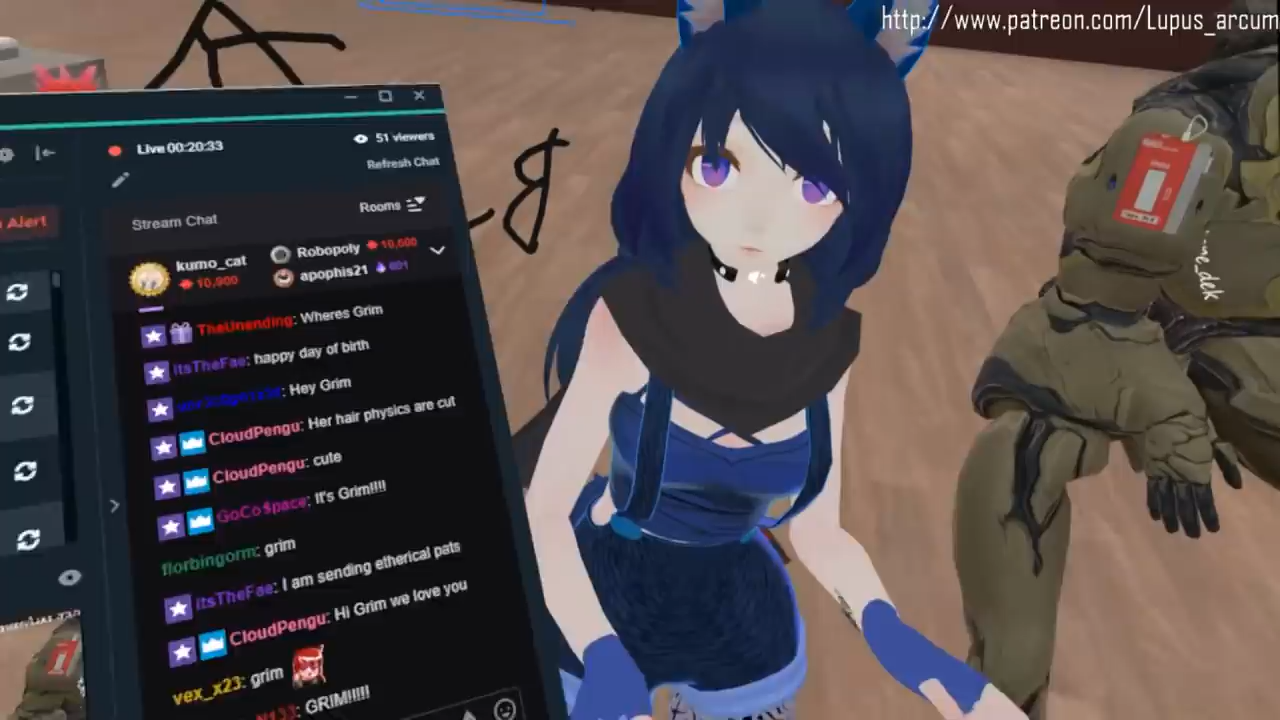 http://www.patreon.com/Lupus_arcum
Live 00:20:33
51 viewers
Refresh Chat
Alert
Stream Chat
Rooms
kumo_cat
10,900
Robopoly 10,600
apophis21 601
TheUnending: Wheres Grim
itsTheFae: happy day of birth
: Hey Grim
CloudPengu: Her hair physics are cut
CloudPengu: cute
GoCoSpace: It's Grim!!!!
florbingorm: grim
itsTheFae: I am sending etherical pats
CloudPengu: Hi Grim we love you
vex_x23: grim
GRIM!!!!!